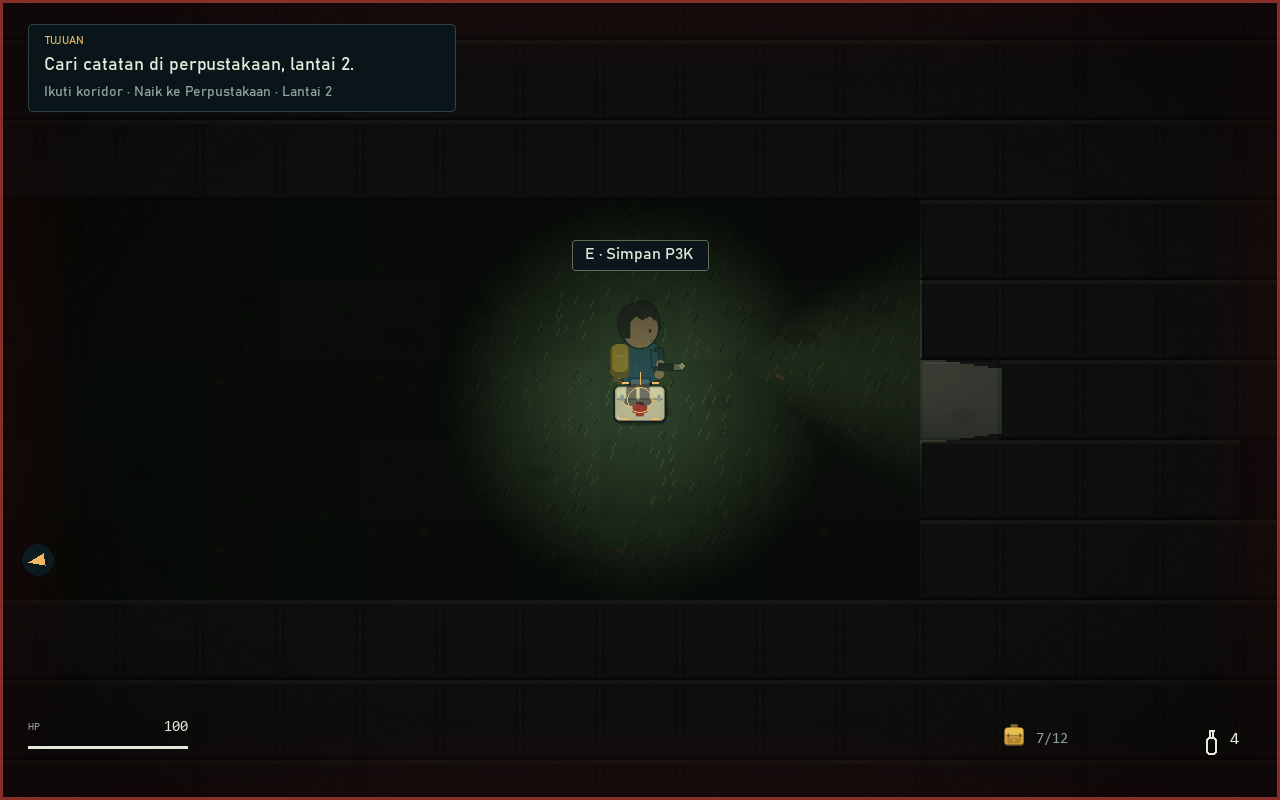 TUJUAN
Cari catatan di perpustakaan, lantai 2.
Ikuti koridor · Naik ke Perpustakaan · Lantai 2
E · Simpan P3K
HP 100
7/12
4